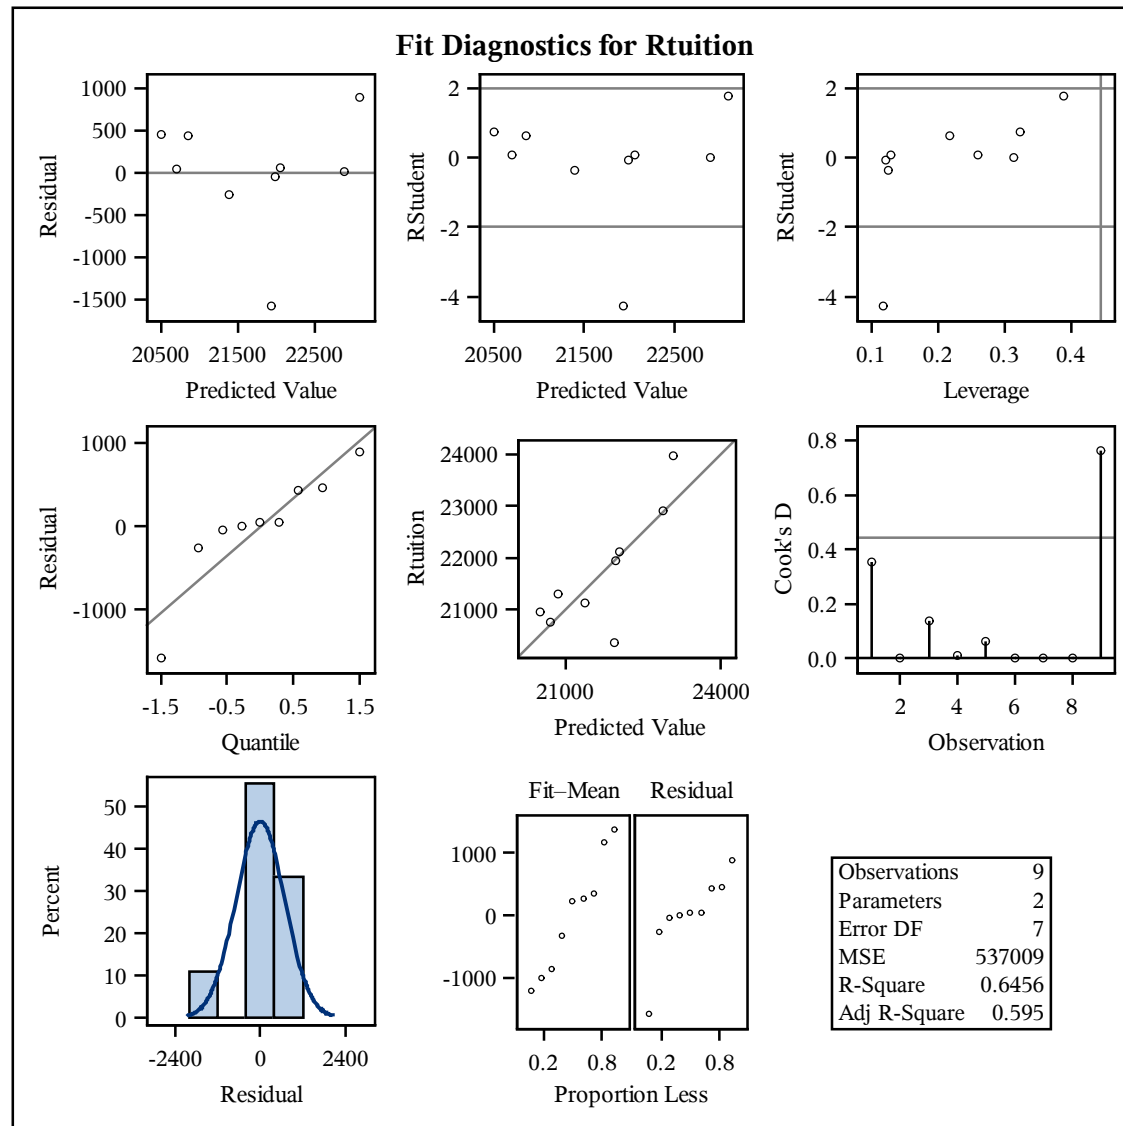 Fit Diagnostics for Rtuition
1000
500
0
-500
-1000
-1500
Residual
20500 21500 22500
Predicted Value
2
0
-2
-4
RStudent
20500 21500 22500
Predicted Value
2
0
-2
-4
RStudent
0.1 0.2 0.3 0.4
Leverage
1000
0
-1000
Residual
-1.5 -0.5 0.5 1.5
Quantile
24000
23000
22000
21000
Rtuition
21000 24000
Predicted Value
0.8
0.6
0.4
0.2
0.0
Cook's D
2 4 6 8
Observation
50
40
30
20
10
0
Percent
-2400 0 2400
Residual
Fit–Mean Residual
1000
0
-1000
0.2 0.8 0.2 0.8
Proportion Less
Observations 9
Parameters 2
Error DF 7
MSE 537009
R-Square 0.6456
Adj R-Square 0.595